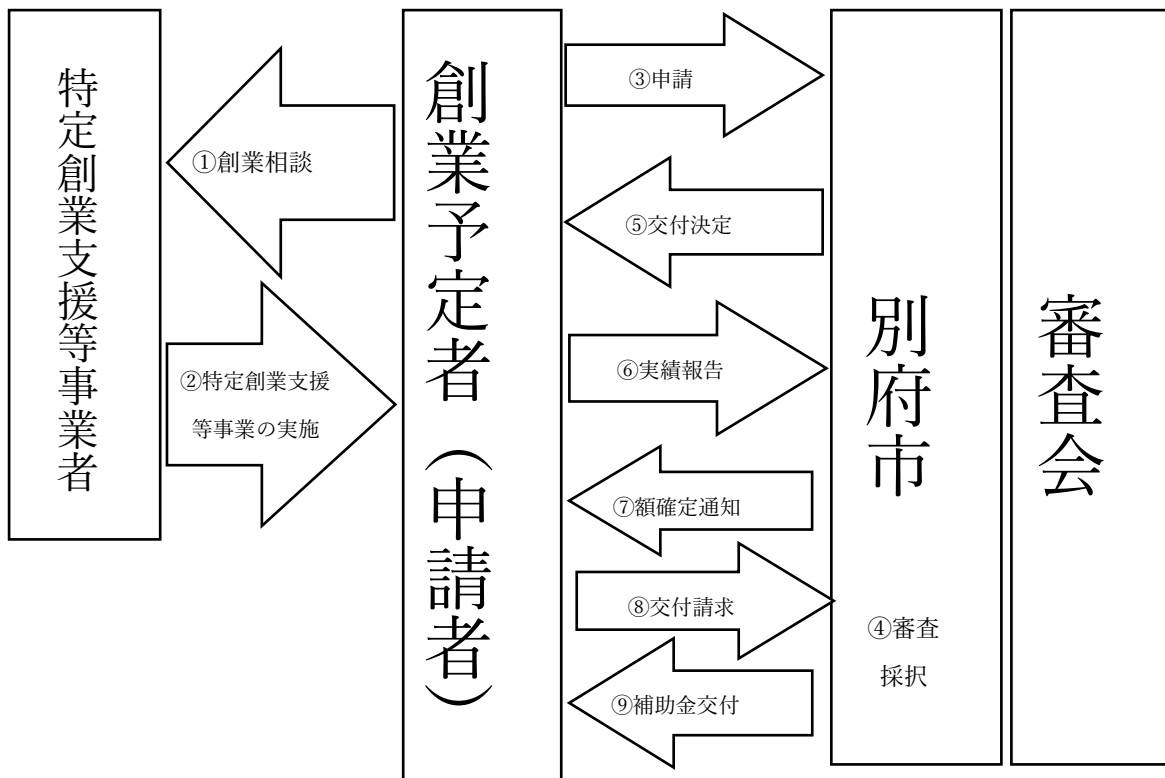 特定創業支援等事業者
①創業相談
②特定創業支援
等事業の実施
創業予定者（申請者）
③申請
⑤交付決定
⑥実績報告
⑦額確定通知
⑧交付請求
⑨補助金交付
別府市
④審査
採択
審査会